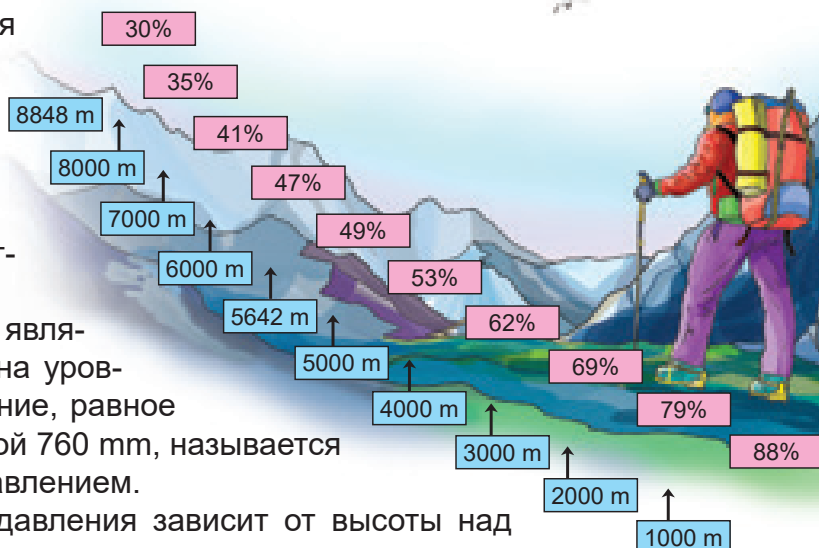 я
30%
35%
8848 m
41%
8000 m
47%
7000 m
49%
т-
6000 m
53%
явля-
5642 m
62%
на уров-
5000 m
69%
ние, равное
4000 m
79%
ой 760 mm, называется
3000 m
88%
авлением.
2000 m
давления зависит от высоты над
1000 m